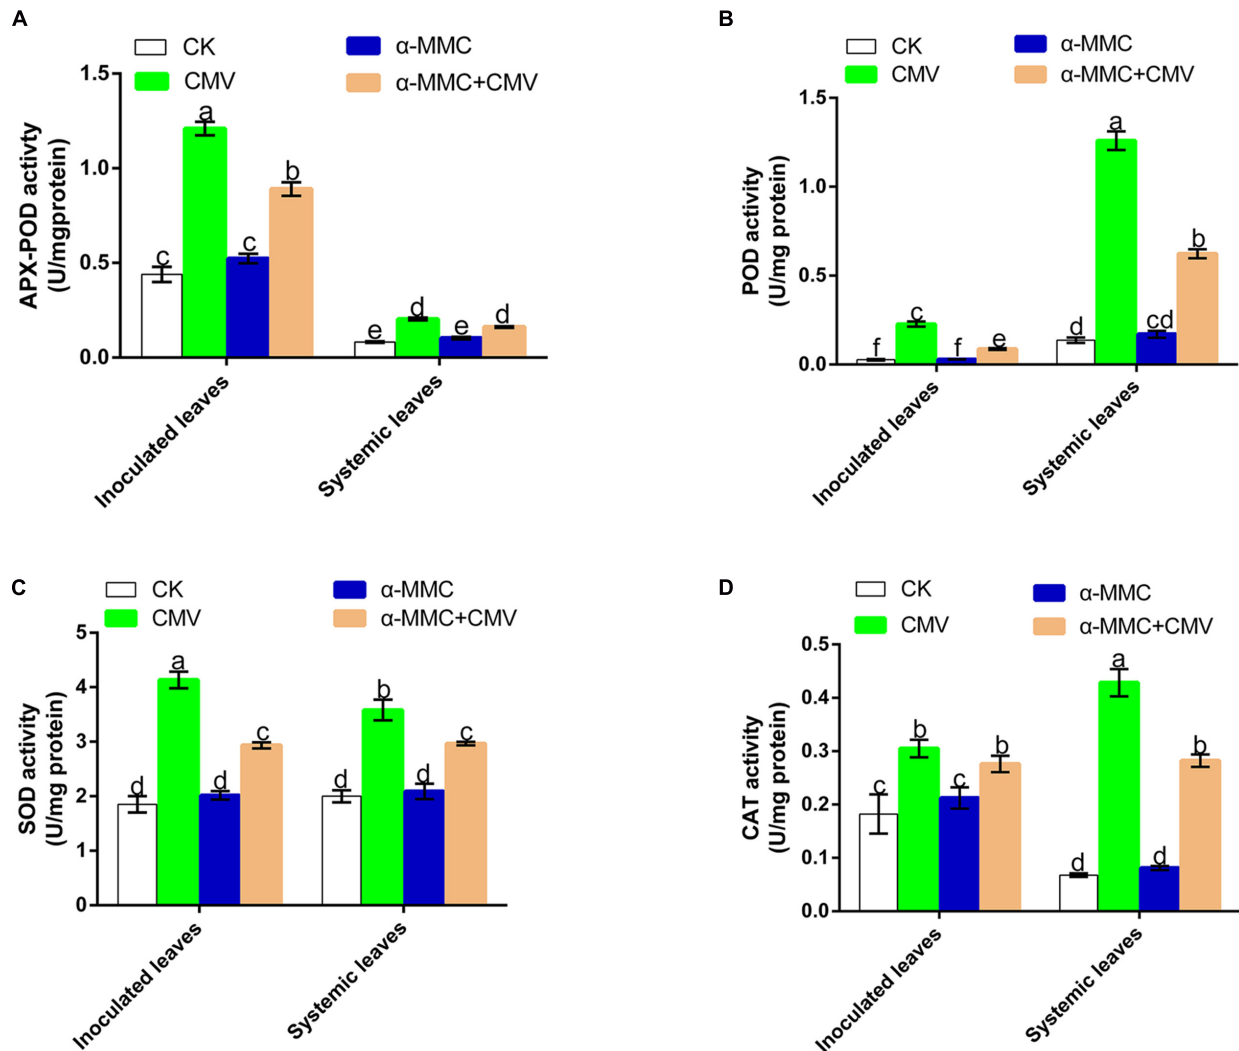 A
CK
α-MMC
CMV
α-MMC+CMV
APX-POD activty
(U/mgprotein)
1.5
1.0
0.5
0.0
a
b
c
c
d
d
e
e
Inoculated leaves
Systemic leaves
B
CK
α-MMC
CMV
α-MMC+CMV
POD activity
(U/mg protein)
1.5
1.0
0.5
0.0
a
b
c
d
cd
f
f
e
Inoculated leaves
Systemic leaves
C
CK
α-MMC
CMV
α-MMC+CMV
SOD activity
(U/mg protein)
5
4
3
2
1
0
a
b
c
c
d
d
d
d
Inoculated leaves
Systemic leaves
D
CK
α-MMC
CMV
α-MMC+CMV
CAT activity
(U/mg protein)
0.5
0.4
0.3
0.2
0.1
0.0
a
b
b
b
c
c
d
d
Inoculated leaves
Systemic leaves